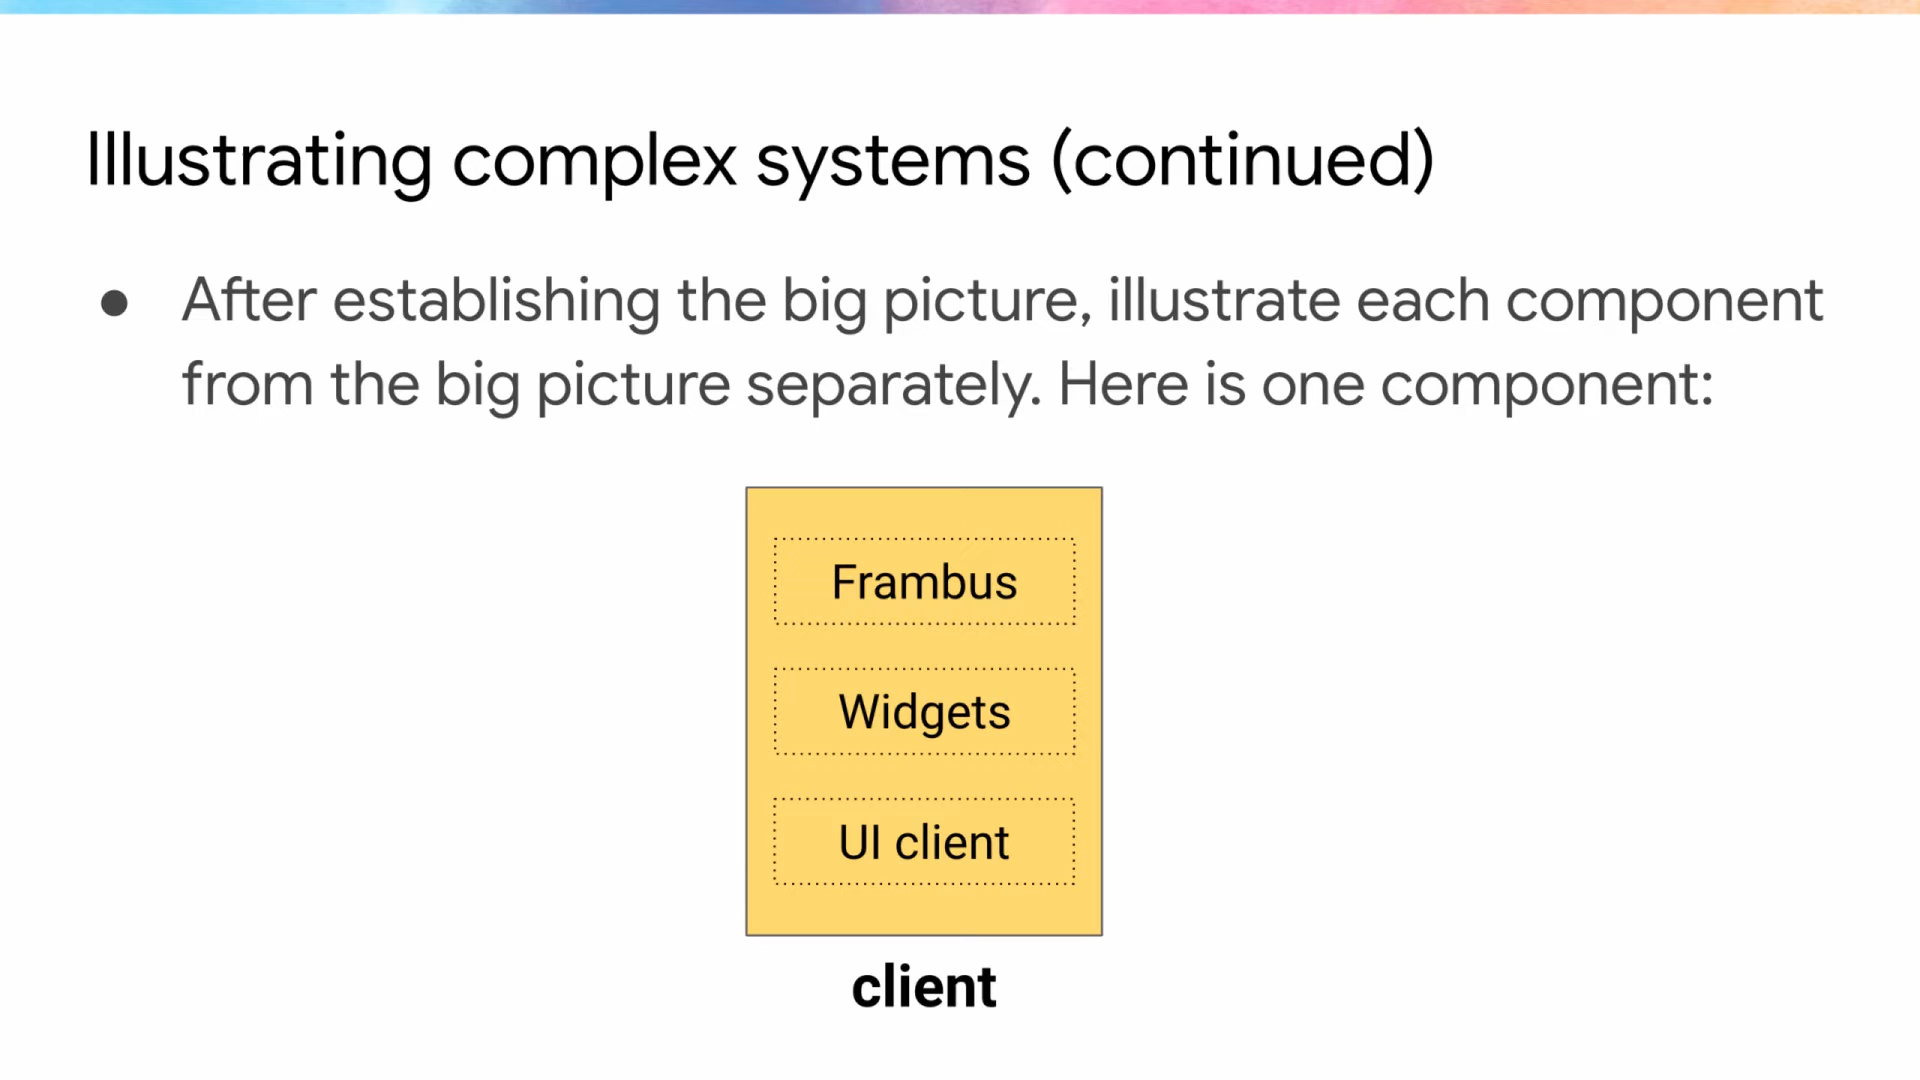 Illustrating complex systems (continued)
● After establishing the big picture, illustrate each component
from the big picture separately. Here is one component:
Frambus
Widgets
UI client
client